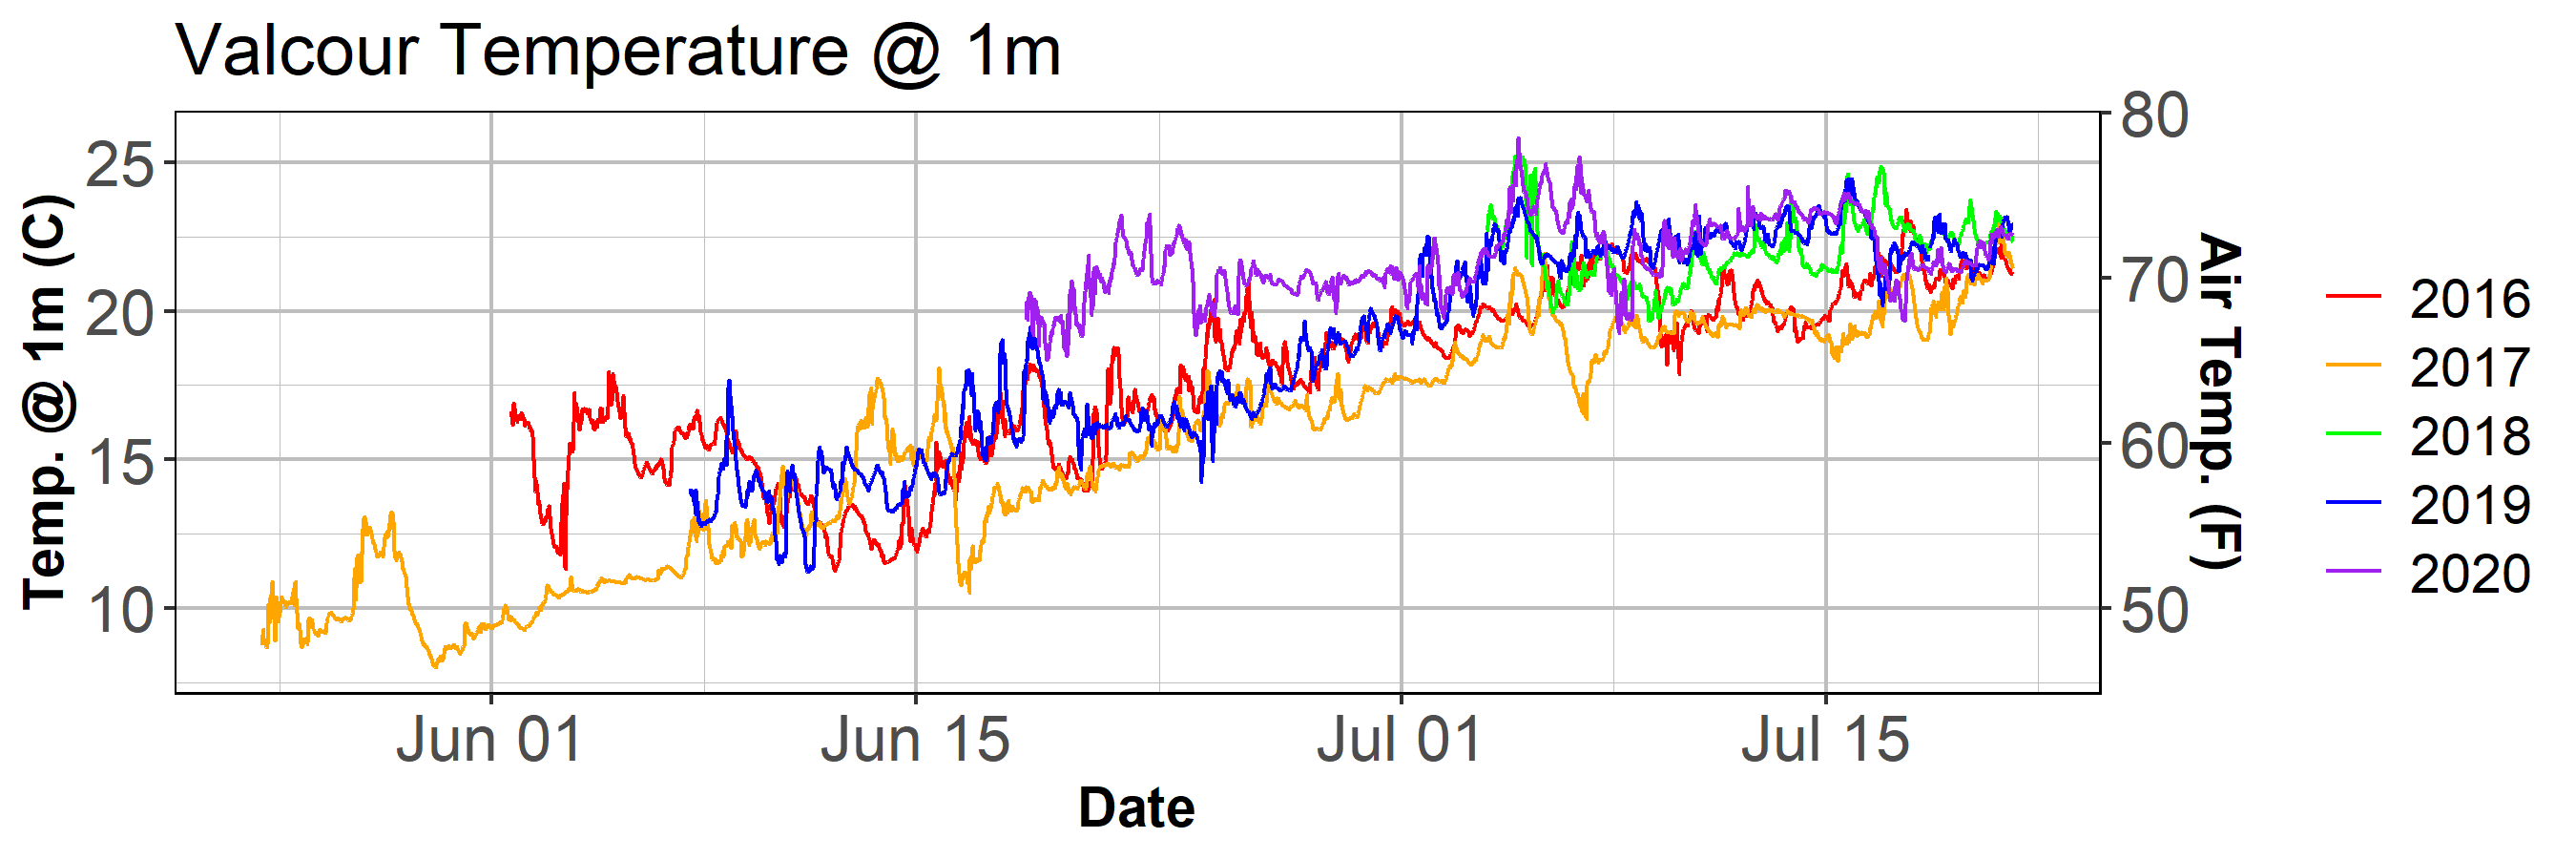 Valcour Temperature @ 1m
Temp. @ 1m (C)
25
20
15
10
80
70
60
50
Air Temp. (F)
Jun 01
Jun 15
Jul 01
Jul 15
Date
2016
2017
2018
2019
2020